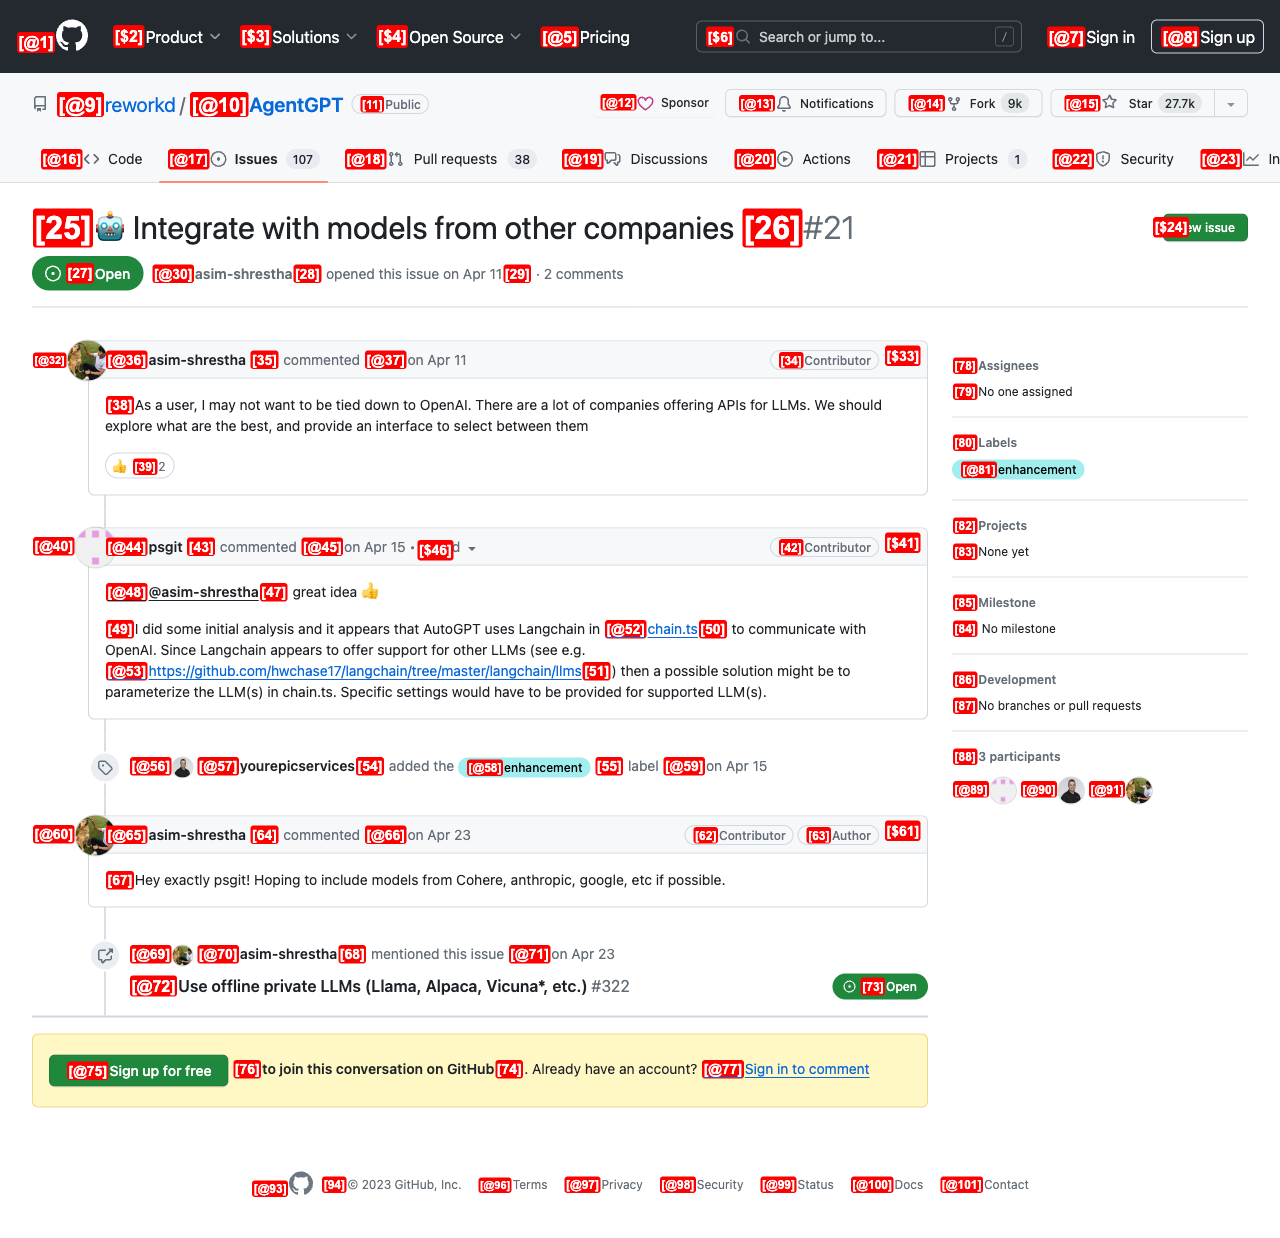 [@1] [$2]Product [$3]Solutions [$4]Open Source [@5]Pricing [$6] Search or jump to... / [@7]Sign in [@8]Sign up
[@9]reworkd / [@10]AgentGPT [11]Public [@12] Sponsor [@13] Notifications [@14] Fork 9k [@15] Star 27.7k
[@16] Code [@17] Issues 107 [@18] Pull requests 38 [@19] Discussions [@20] Actions [@21] Projects 1 [@22] Security [@23] In
[25]🤖 Integrate with models from other companies [26]#21 [$24]w issue
[27]Open [@30]asim-shrestha[28] opened this issue on Apr 11[29] · 2 comments
[@32] [@36]asim-shrestha [35] commented [@37]on Apr 11 [34]Contributor [$33]
[38]As a user, I may not want to be tied down to OpenAI. There are a lot of companies offering APIs for LLMs. We should
explore what are the best, and provide an interface to select between them
👍 [39]2
[@40] [@44]psgit [43] commented [@45]on Apr 15 • [$46]d [42]Contributor [$41]
[@48]@asim-shrestha[47] great idea 👍
[49]I did some initial analysis and it appears that AutoGPT uses Langchain in [@52]chain.ts[50] to communicate with
OpenAI. Since Langchain appears to offer support for other LLMs (see e.g.
[@53]https://github.com/hwchase17/langchain/tree/master/langchain/llms[51]) then a possible solution might be to
parameterize the LLM(s) in chain.ts. Specific settings would have to be provided for supported LLM(s).
[@56] [@57]yourepicservices[54] added the [@58]enhancement [55] label [@59]on Apr 15
[@60] [@65]asim-shrestha [64] commented [@66]on Apr 23 [62]Contributor [63]Author [$61]
[67]Hey exactly psgit! Hoping to include models from Cohere, anthropic, google, etc if possible.
[@69] [@70]asim-shrestha[68] mentioned this issue [@71]on Apr 23
[@72]Use offline private LLMs (Llama, Alpaca, Vicuna*, etc.) #322 [73]Open
[@75]Sign up for free [76]to join this conversation on GitHub[74]. Already have an account? [@77]Sign in to comment
[78]Assignees
[79]No one assigned
[80]Labels
[@81]enhancement
[82]Projects
[83]None yet
[85]Milestone
[84] No milestone
[86]Development
[87]No branches or pull requests
[88]3 participants
[@89] [@90] [@91]
[@93] [94]© 2023 GitHub, Inc. [@96]Terms [@97]Privacy [@98]Security [@99]Status [@100]Docs [@101]Contact